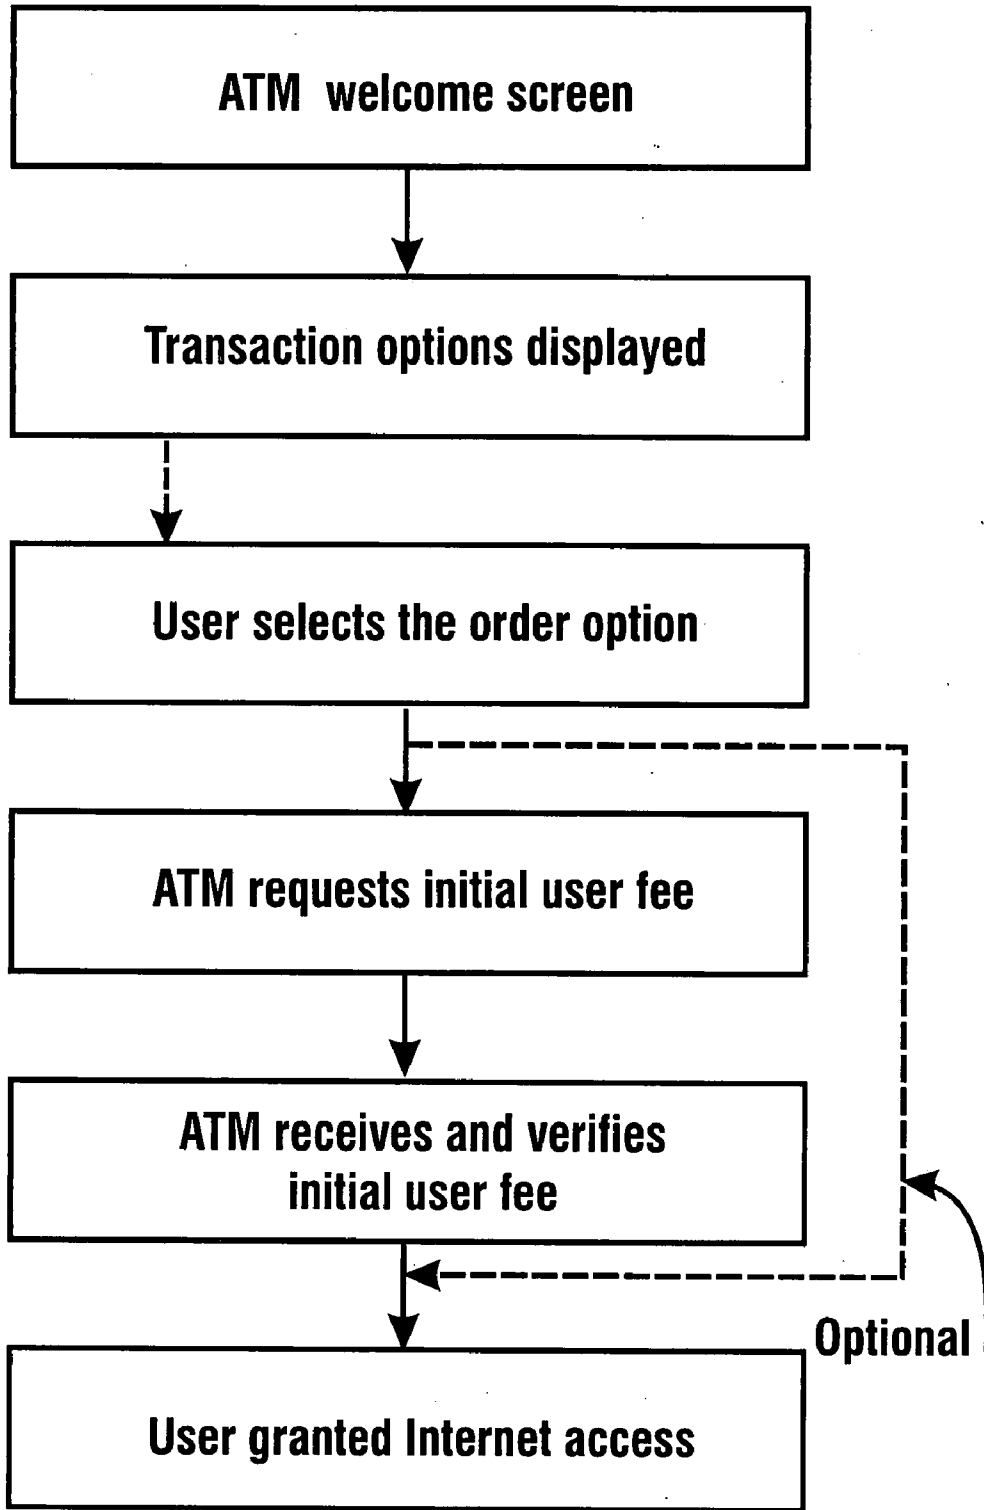 ATM welcome screen
Transaction options displayed
User selects the order option
ATM requests initial user fee
ATM receives and verifies
initial user fee
Optional
User granted Internet access